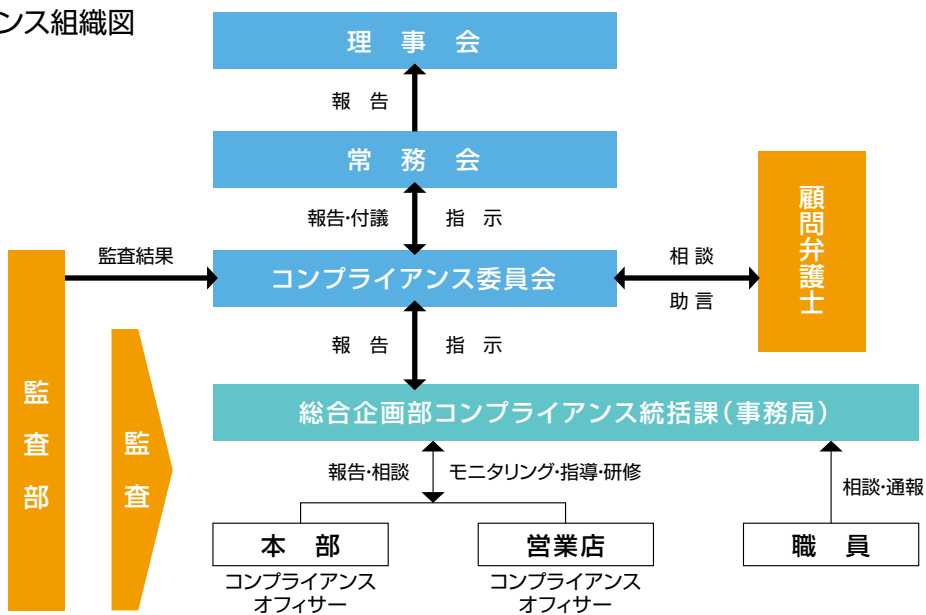 ンス組織図
理事会
報告
常務会
報告・付議 指示
監査結果
コンプライアンス委員会
相談
助言
顧問弁護士
報告 指示
監査部
監査
総合企画部コンプライアンス統括課(事務局)
報告・相談 モニタリング・指導・研修
相談・通報
本部
営業店
職員
コンプライアンス
オフィサー
コンプライアンス
オフィサー